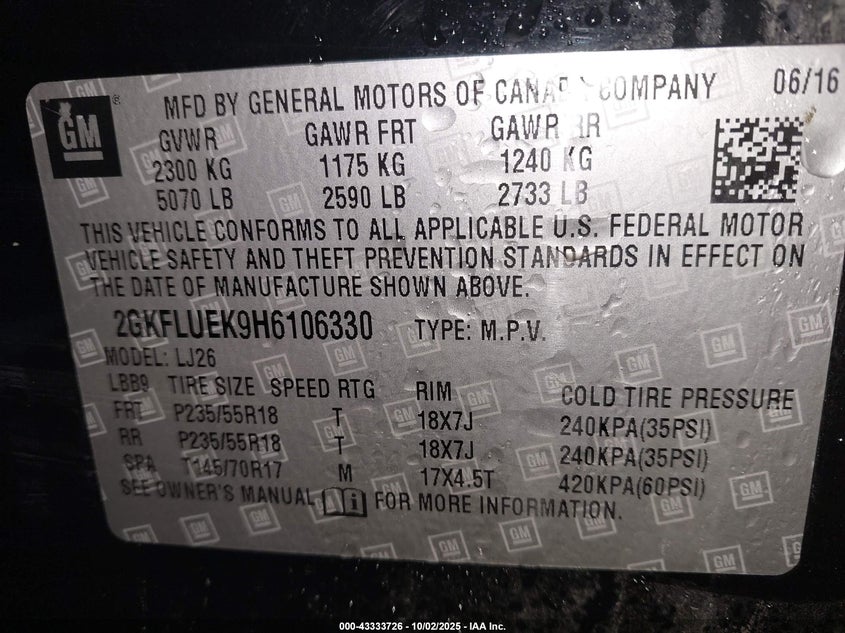 GM ® MFD BY GENERAL MOTORS OF CANADA COMPANY 06/16
GVWR GAWR FRT GAWR RR
2300 KG 1175 KG 1240 KG
5070 LB 2590 LB 2733 LB
THIS VEHICLE CONFORMS TO ALL APPLICABLE U.S. FEDERAL MOTOR
VEHICLE SAFETY AND THEFT PREVENTION STANDARDS IN EFFECT ON
THE DATE OF MANUFACTURE SHOWN ABOVE.
2GKFLUEK9H6106330 TYPE: M.P.V.
MODEL: LJ26
LBB9 TIRE SIZE SPEED RTG RIM COLD TIRE PRESSURE
FRT P235/55R18 T 18X7J 240KPA(35PSI)
RR P235/55R18 T 18X7J 240KPA(35PSI)
SPA T145/70R17 M 17X4.5T 420KPA(60PSI)
SEE OWNER'S MANUAL FOR MORE INFORMATION.
000-43333726 - 10/02/2025 - IAA Inc.